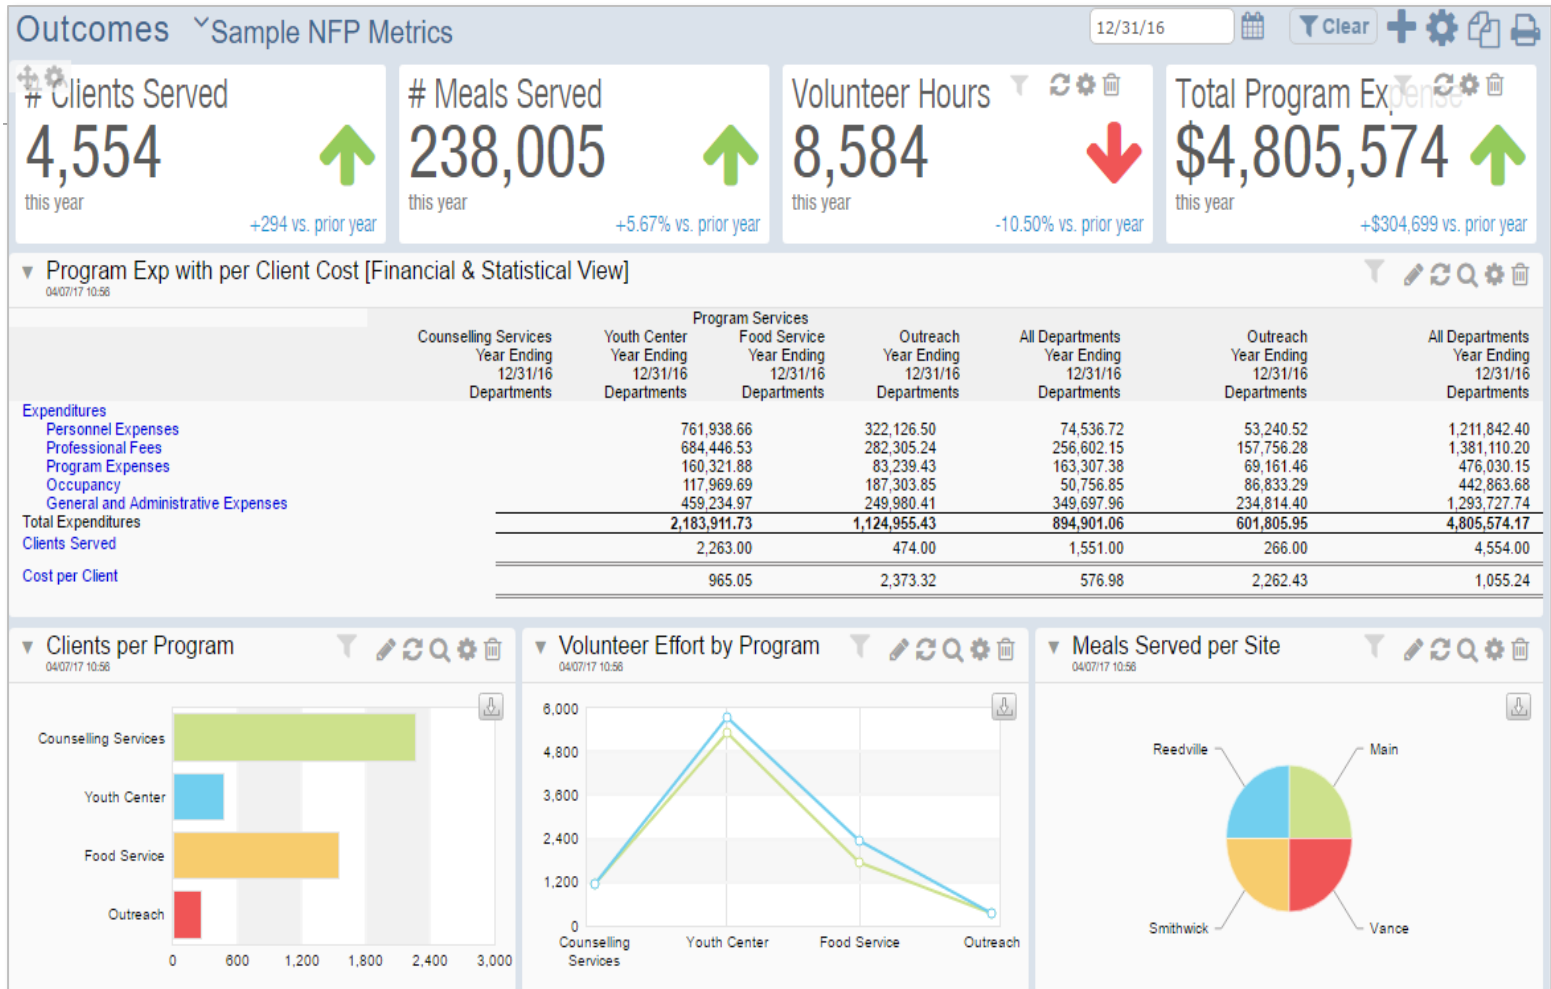 Outcomes Sample NFP Metrics 12/31/16 Clear
# Clients Served
4,554
this year
+294 vs. prior year
# Meals Served
238,005
this year
+5.67% vs. prior year
Volunteer Hours
8,584
this year
-10.50% vs. prior year
Total Program Expense
$4,805,574
this year
+$304,699 vs. prior year
Program Exp with per Client Cost [Financial & Statistical View]
04/07/17 10:56
Program Services
Counselling Services Youth Center Food Service Outreach All Departments Outreach All Departments
Year Ending Year Ending Year Ending Year Ending Year Ending Year Ending Year Ending
12/31/16 12/31/16 12/31/16 12/31/16 12/31/16 12/31/16 12/31/16
Departments Departments Departments Departments Departments Departments Departments
Expenditures
Personnel Expenses 761,938.66 322,126.50 74,536.72 53,240.52 1,211,842.40
Professional Fees 684,446.53 282,305.24 256,602.15 157,756.28 1,381,110.20
Program Expenses 160,321.88 83,239.43 163,307.38 69,161.46 476,030.15
Occupancy 117,969.69 187,303.85 50,756.85 86,833.29 442,863.68
General and Administrative Expenses 459,234.97 249,980.41 349,697.96 234,814.40 1,293,727.74
Total Expenditures 2,183,911.73 1,124,955.43 894,901.06 601,805.95 4,805,574.17
Clients Served 2,263.00 474.00 1,551.00 266.00 4,554.00
Cost per Client 965.05 2,373.32 576.98 2,262.43 1,055.24
Clients per Program
04/07/17 10:56
Counselling Services
Youth Center
Food Service
Outreach
0 600 1,200 1,800 2,400 3,000
Volunteer Effort by Program
04/07/17 10:56
6,000
4,800
3,600
2,400
1,200
0
Counselling Services Youth Center Food Service Outreach
Meals Served per Site
04/07/17 10:56
Reedville Main
Smithwick Vance